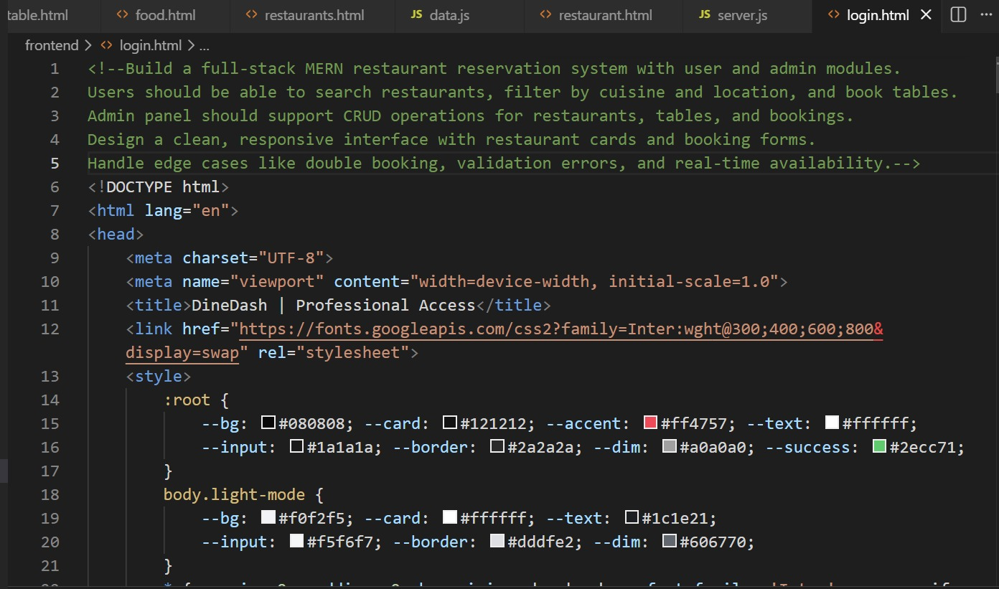 table.html <> food.html <> restaurants.html JS data.js <> restaurant.html JS server.js <> login.html
frontend > <> login.html > ...
1 <!--Build a full-stack MERN restaurant reservation system with user and admin modules.
2 Users should be able to search restaurants, filter by cuisine and location, and book tables.
3 Admin panel should support CRUD operations for restaurants, tables, and bookings.
4 Design a clean, responsive interface with restaurant cards and booking forms.
5 Handle edge cases like double booking, validation errors, and real-time availability.-->
6 <!DOCTYPE html>
7 <html lang="en">
8 <head>
9 <meta charset="UTF-8">
10 <meta name="viewport" content="width=device-width, initial-scale=1.0">
11 <title>DineDash | Professional Access</title>
12 <link href="https://fonts.googleapis.com/css2?family=Inter:wght@300;400;600;800&
display=swap" rel="stylesheet">
13 <style>
14 :root {
15 --bg: #080808; --card: #121212; --accent: #ff4757; --text: #ffffff;
16 --input: #1a1a1a; --border: #2a2a2a; --dim: #a0a0a0; --success: #2ecc71;
17 }
18 body.light-mode {
19 --bg: #f0f2f5; --card: #ffffff; --text: #1c1e21;
20 --input: #f5f6f7; --border: #dddfe2; --dim: #606770;
21 }